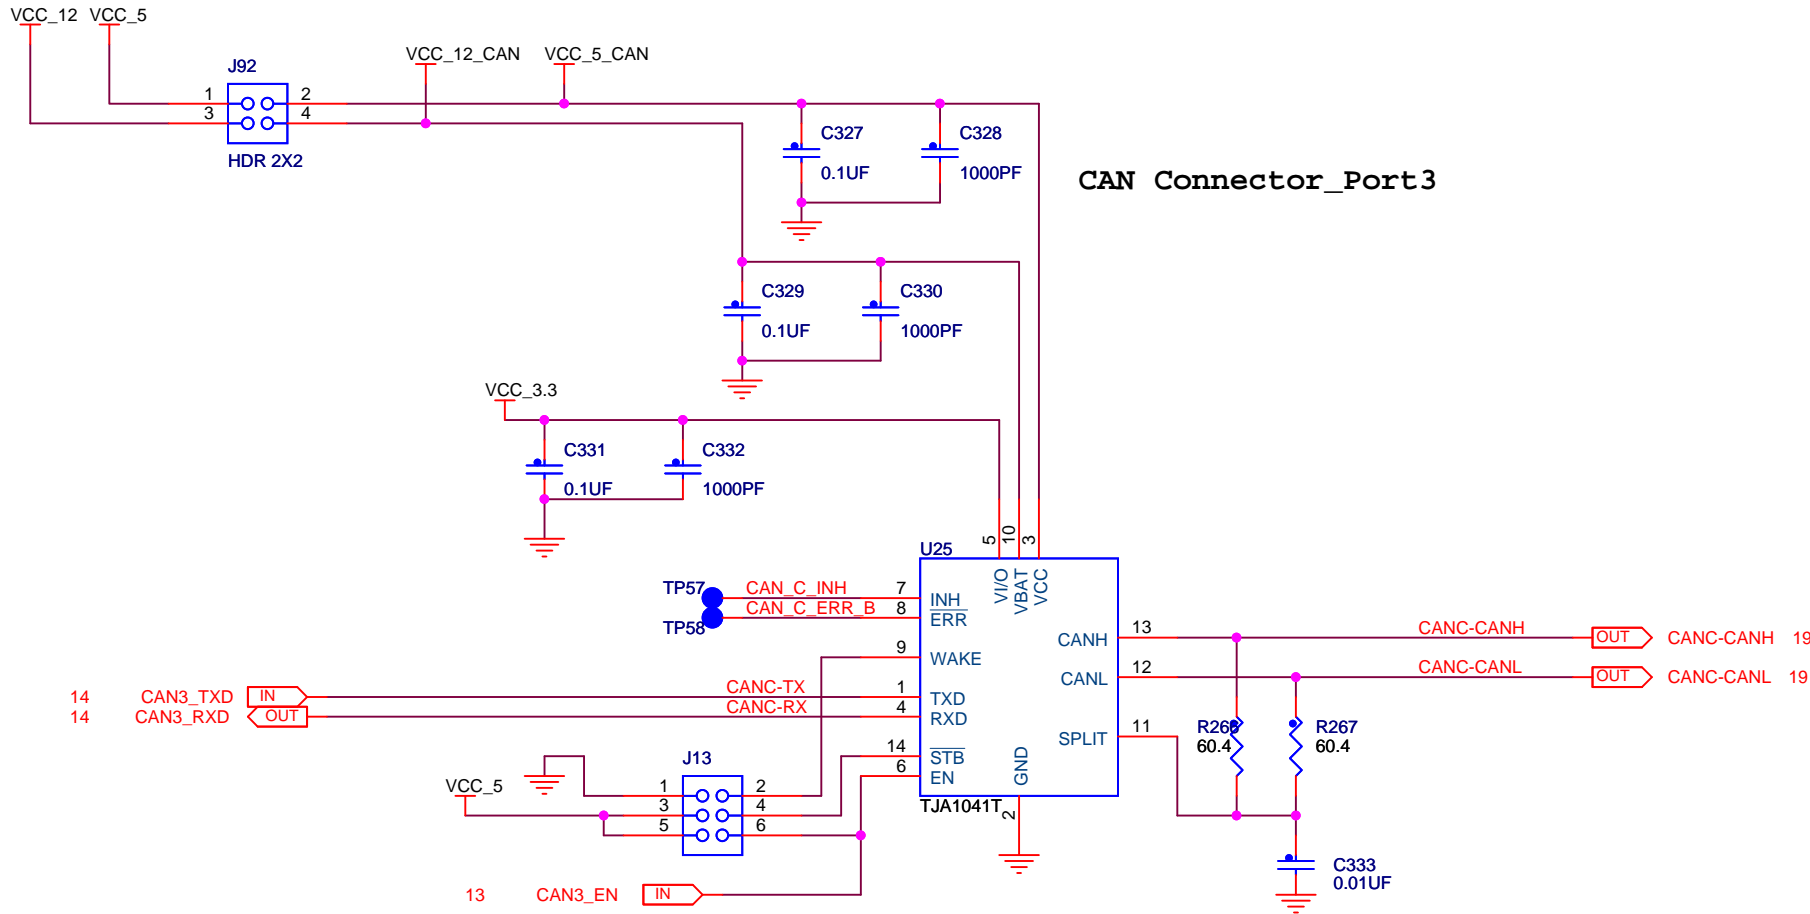 VCC_12 VCC_5
VCC_12_CAN VCC_5_CAN
J92
1 2
3 4
HDR 2X2
C327 C328
0.1UF 1000PF
CAN Connector_Port3
C329 C330
0.1UF 1000PF
VCC_3.3
C331 C332
0.1UF 1000PF
5 10 3
U25
VI/O VBAT VCC
TP57 CAN_C_INH 7 INH
TP58 CAN_C_ERR_B 8 ERR
9 WAKE
CANH 13 CANC-CANH OUT CANC-CANH 19
CANL 12 CANC-CANL OUT CANC-CANL 19
14 CAN3_TXD IN CANC-TX 1 TXD
14 CAN3_RXD OUT CANC-RX 4 RXD
SPLIT 11
R267
60.4 60.4
14 STB
6 EN
GND
2
TJA1041T
J13
VCC_5
1 2
3 4
5 6
C333
0.01UF
13 CAN3_EN IN